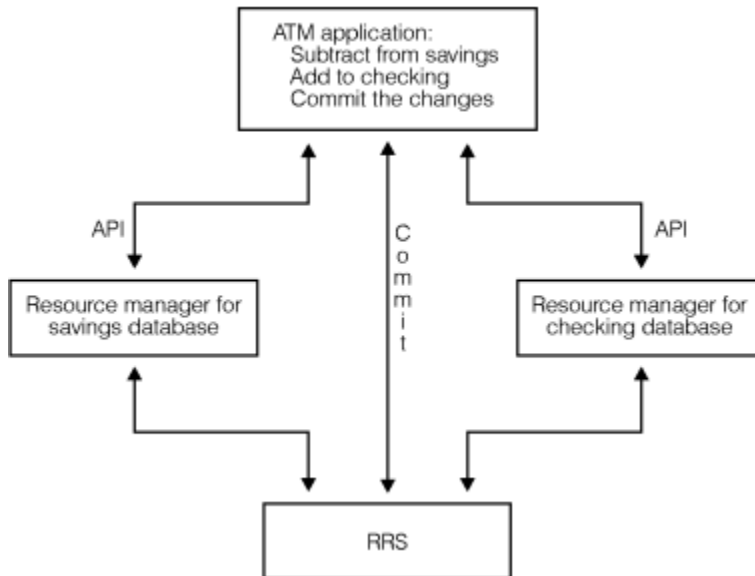 ATM application:
Subtract from savings
Add to checking
Commit the changes
API
Commit
API
Resource manager for
savings database
Resource manager for
checking database
RRS